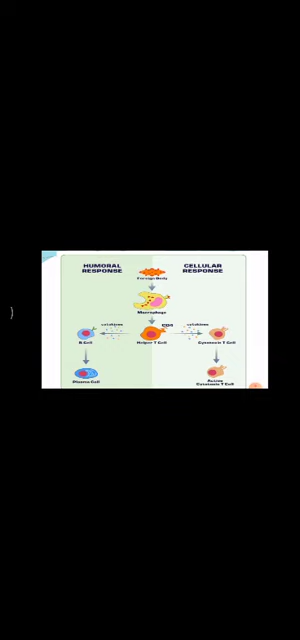 HUMORAL
RESPONSE
CELLULAR
RESPONSE
Foreign Body
Macrophage
cytokines
CD4
cytokines
B Cell
Helper T Cell
Cytotoxic T Cell
Plasma Cell
Active
Cytotoxic T Cell